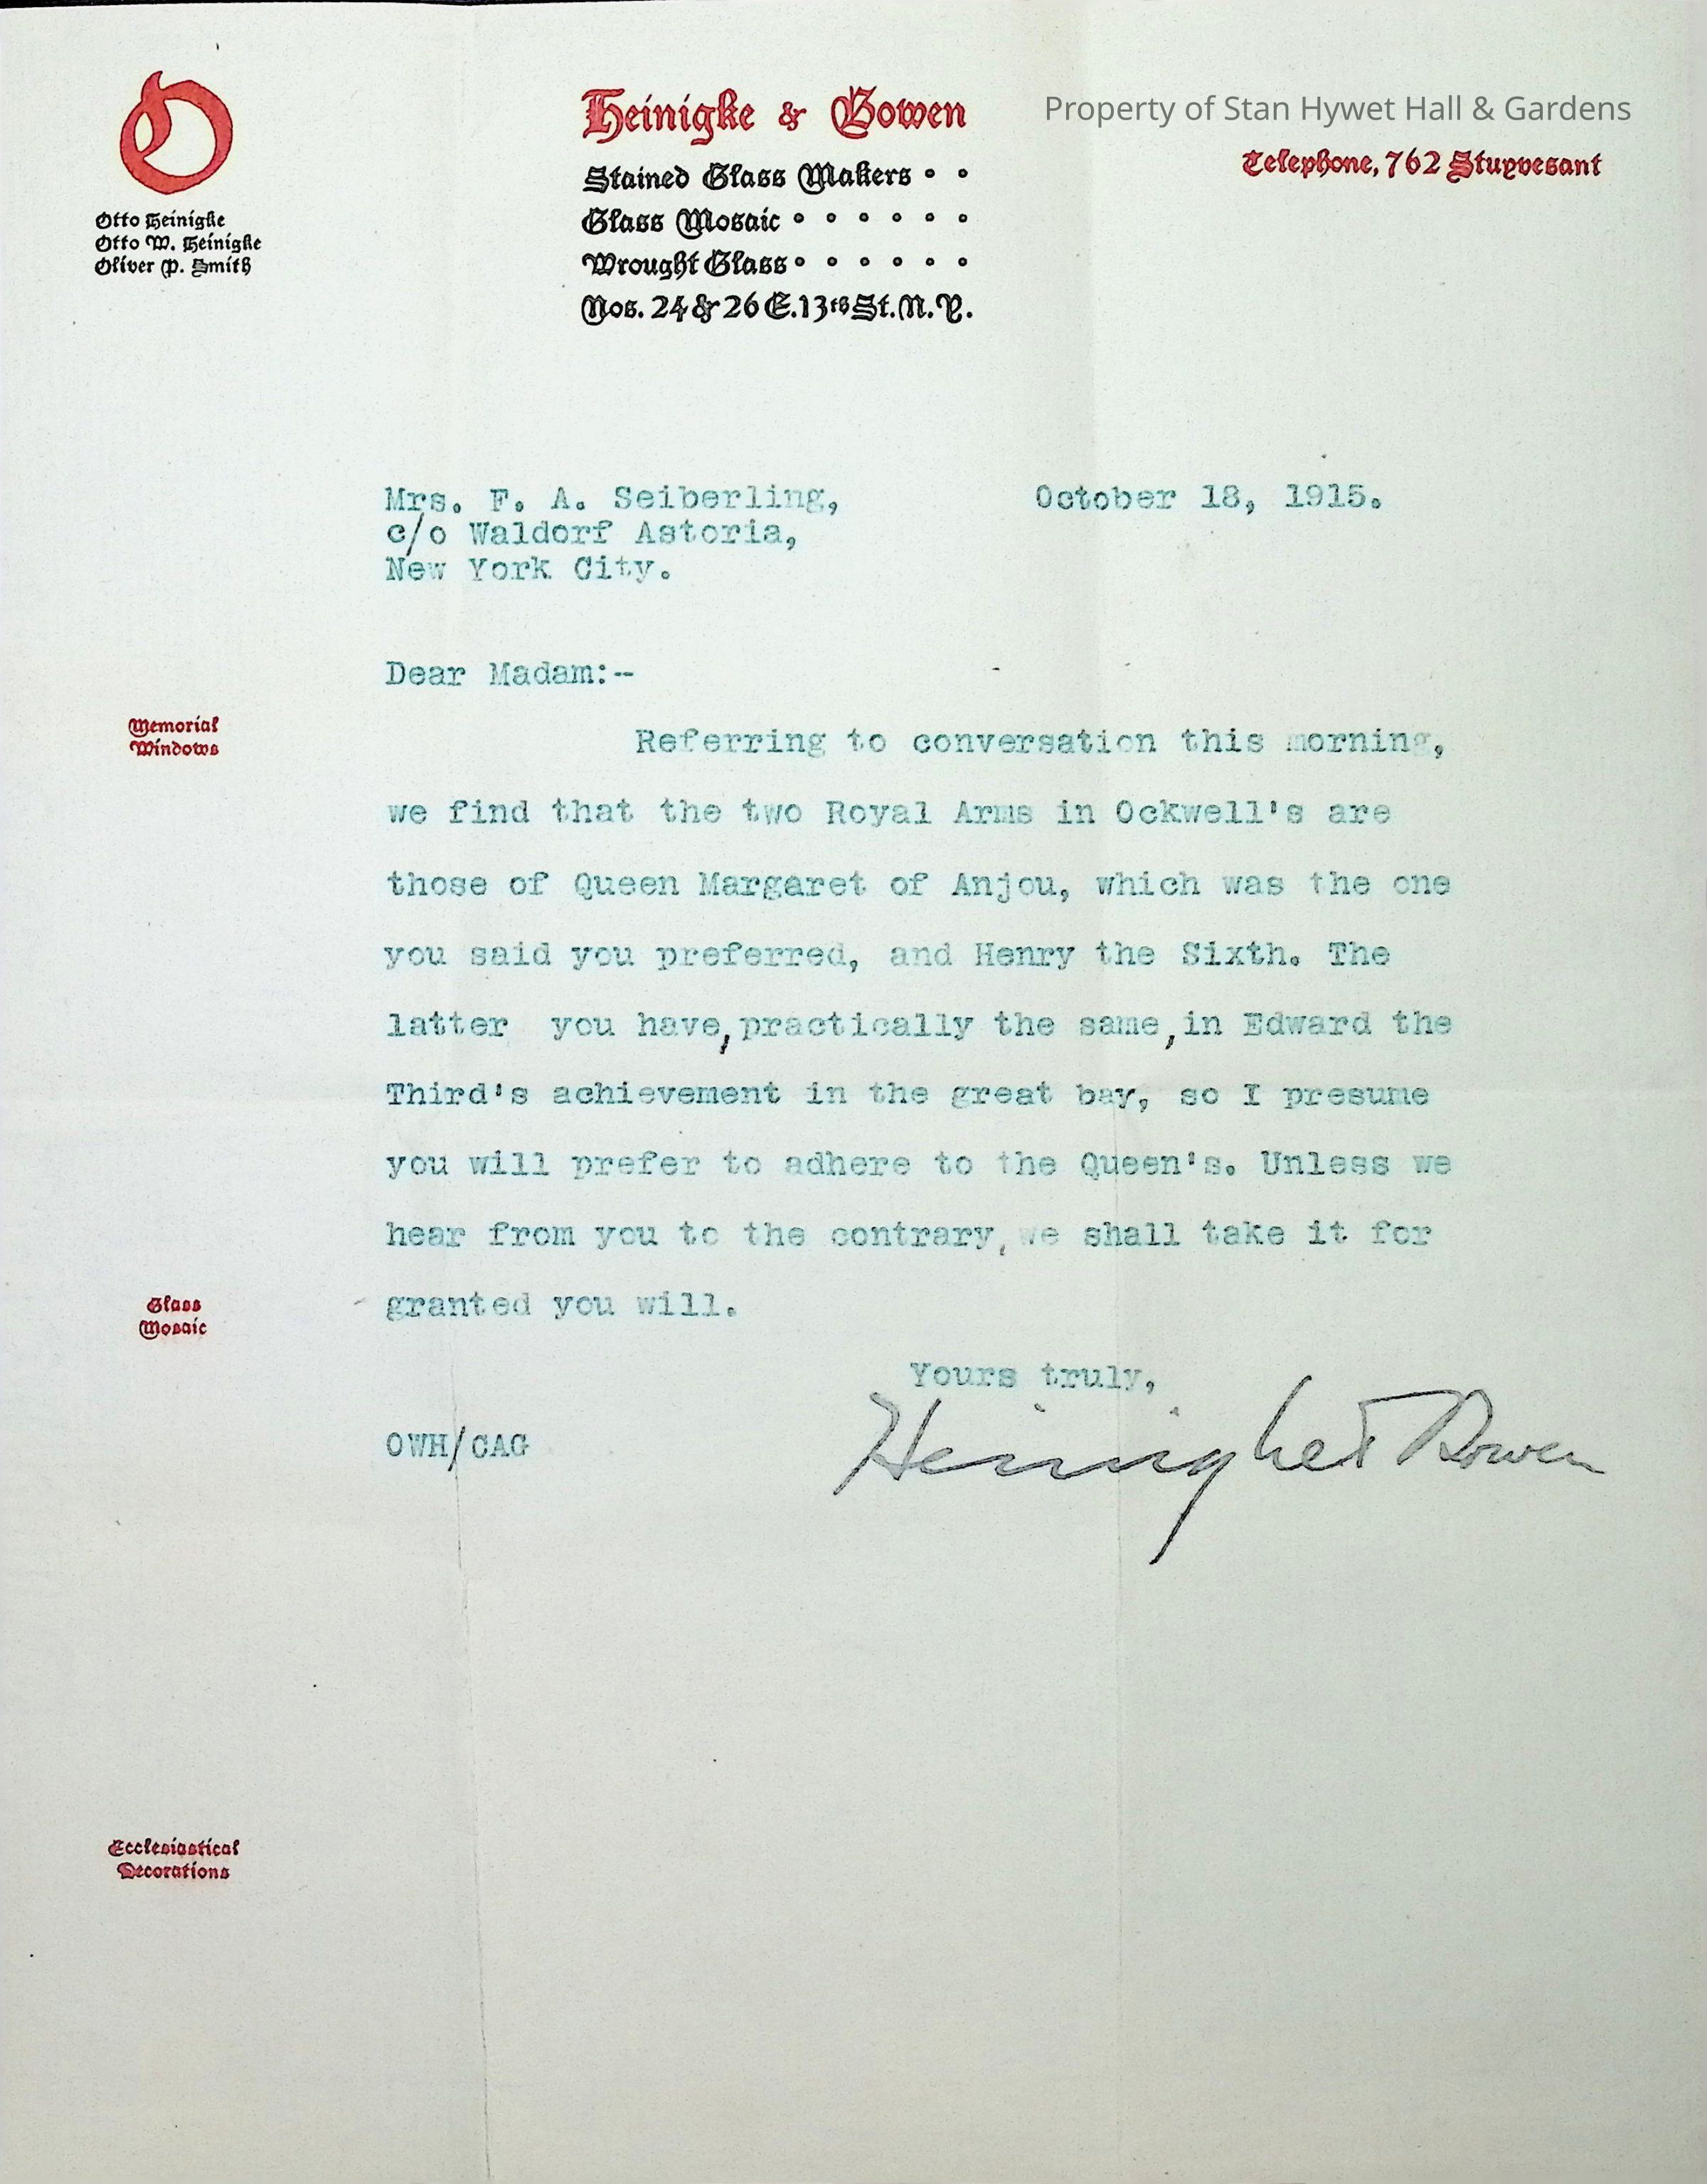 Property of Stan Hywet Hall & Gardens
Heinigke & Bowen
Telephone, 762 Stuyvesant
Stained Glass Makers
Glass Mosaic
Wrought Glass
Nos. 24 & 26 E. 13th St. N. Y.
O
Otto Heinigke
Otto W. Heinigke
Oliver P. Smith
Mrs. F. A. Seiberling,
October 18, 1915.
c/o Waldorf Astoria,
New York City.
Dear Madam:--
Memorial
Windows
Referring to conversation this morning,
we find that the two Royal Arms in Ockwell's are
those of Queen Margaret of Anjou, which was the one
you said you preferred, and Henry the Sixth. The
latter you have, practically the same, in Edward the
Third's achievement in the great bay, so I presume
you will prefer to adhere to the Queen's. Unless we
hear from you to the contrary, we shall take it for
granted you will.
Glass
Mosaic
Yours truly,
Heinigke & Bowen
OWH/CAG
Ecclesiastical
Decorations